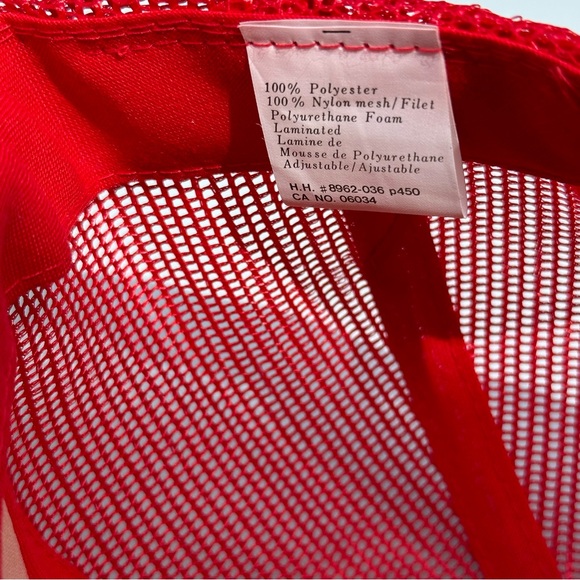 100% Polyester
100% Nylon mesh/Filet
Polyurethane Foam
Laminated
Lamine de
Mousse de Polyurethane
Adjustable/Ajustable
H.H. #8962-036 p450
CA NO. 06034